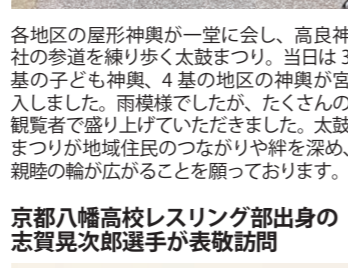 各地区の屋形神輿が一堂に会し、高良神
社の参道を練り歩く太鼓まつり。当日は 3
基の子ども神輿、4 基の地区の神輿が宮
入しました。雨模様でしたが、たくさんの
観覧者で盛り上げていただきました。太鼓
まつりが地域住民のつながりや絆を深め、
親睦の輪が広がることを願っております。
京都八幡高校レスリング部出身の
志賀晃次郎選手が表敬訪問